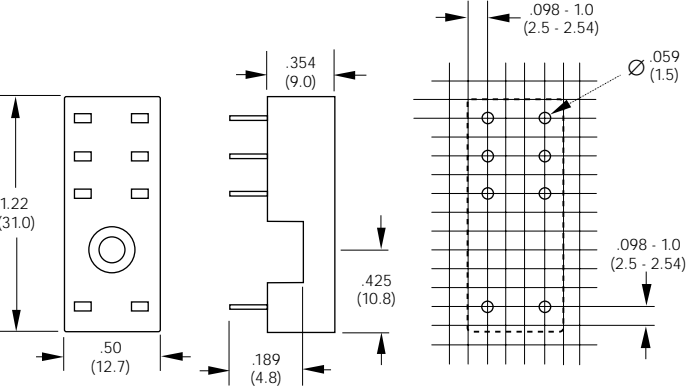 .098 - 1.0
(2.5 - 2.54)
.354
(9.0)
Ø .059
(1.5)
1.22
(31.0)
.098 - 1.0
(2.5 - 2.54)
.425
(10.8)
.50
(12.7)
.189
(4.8)